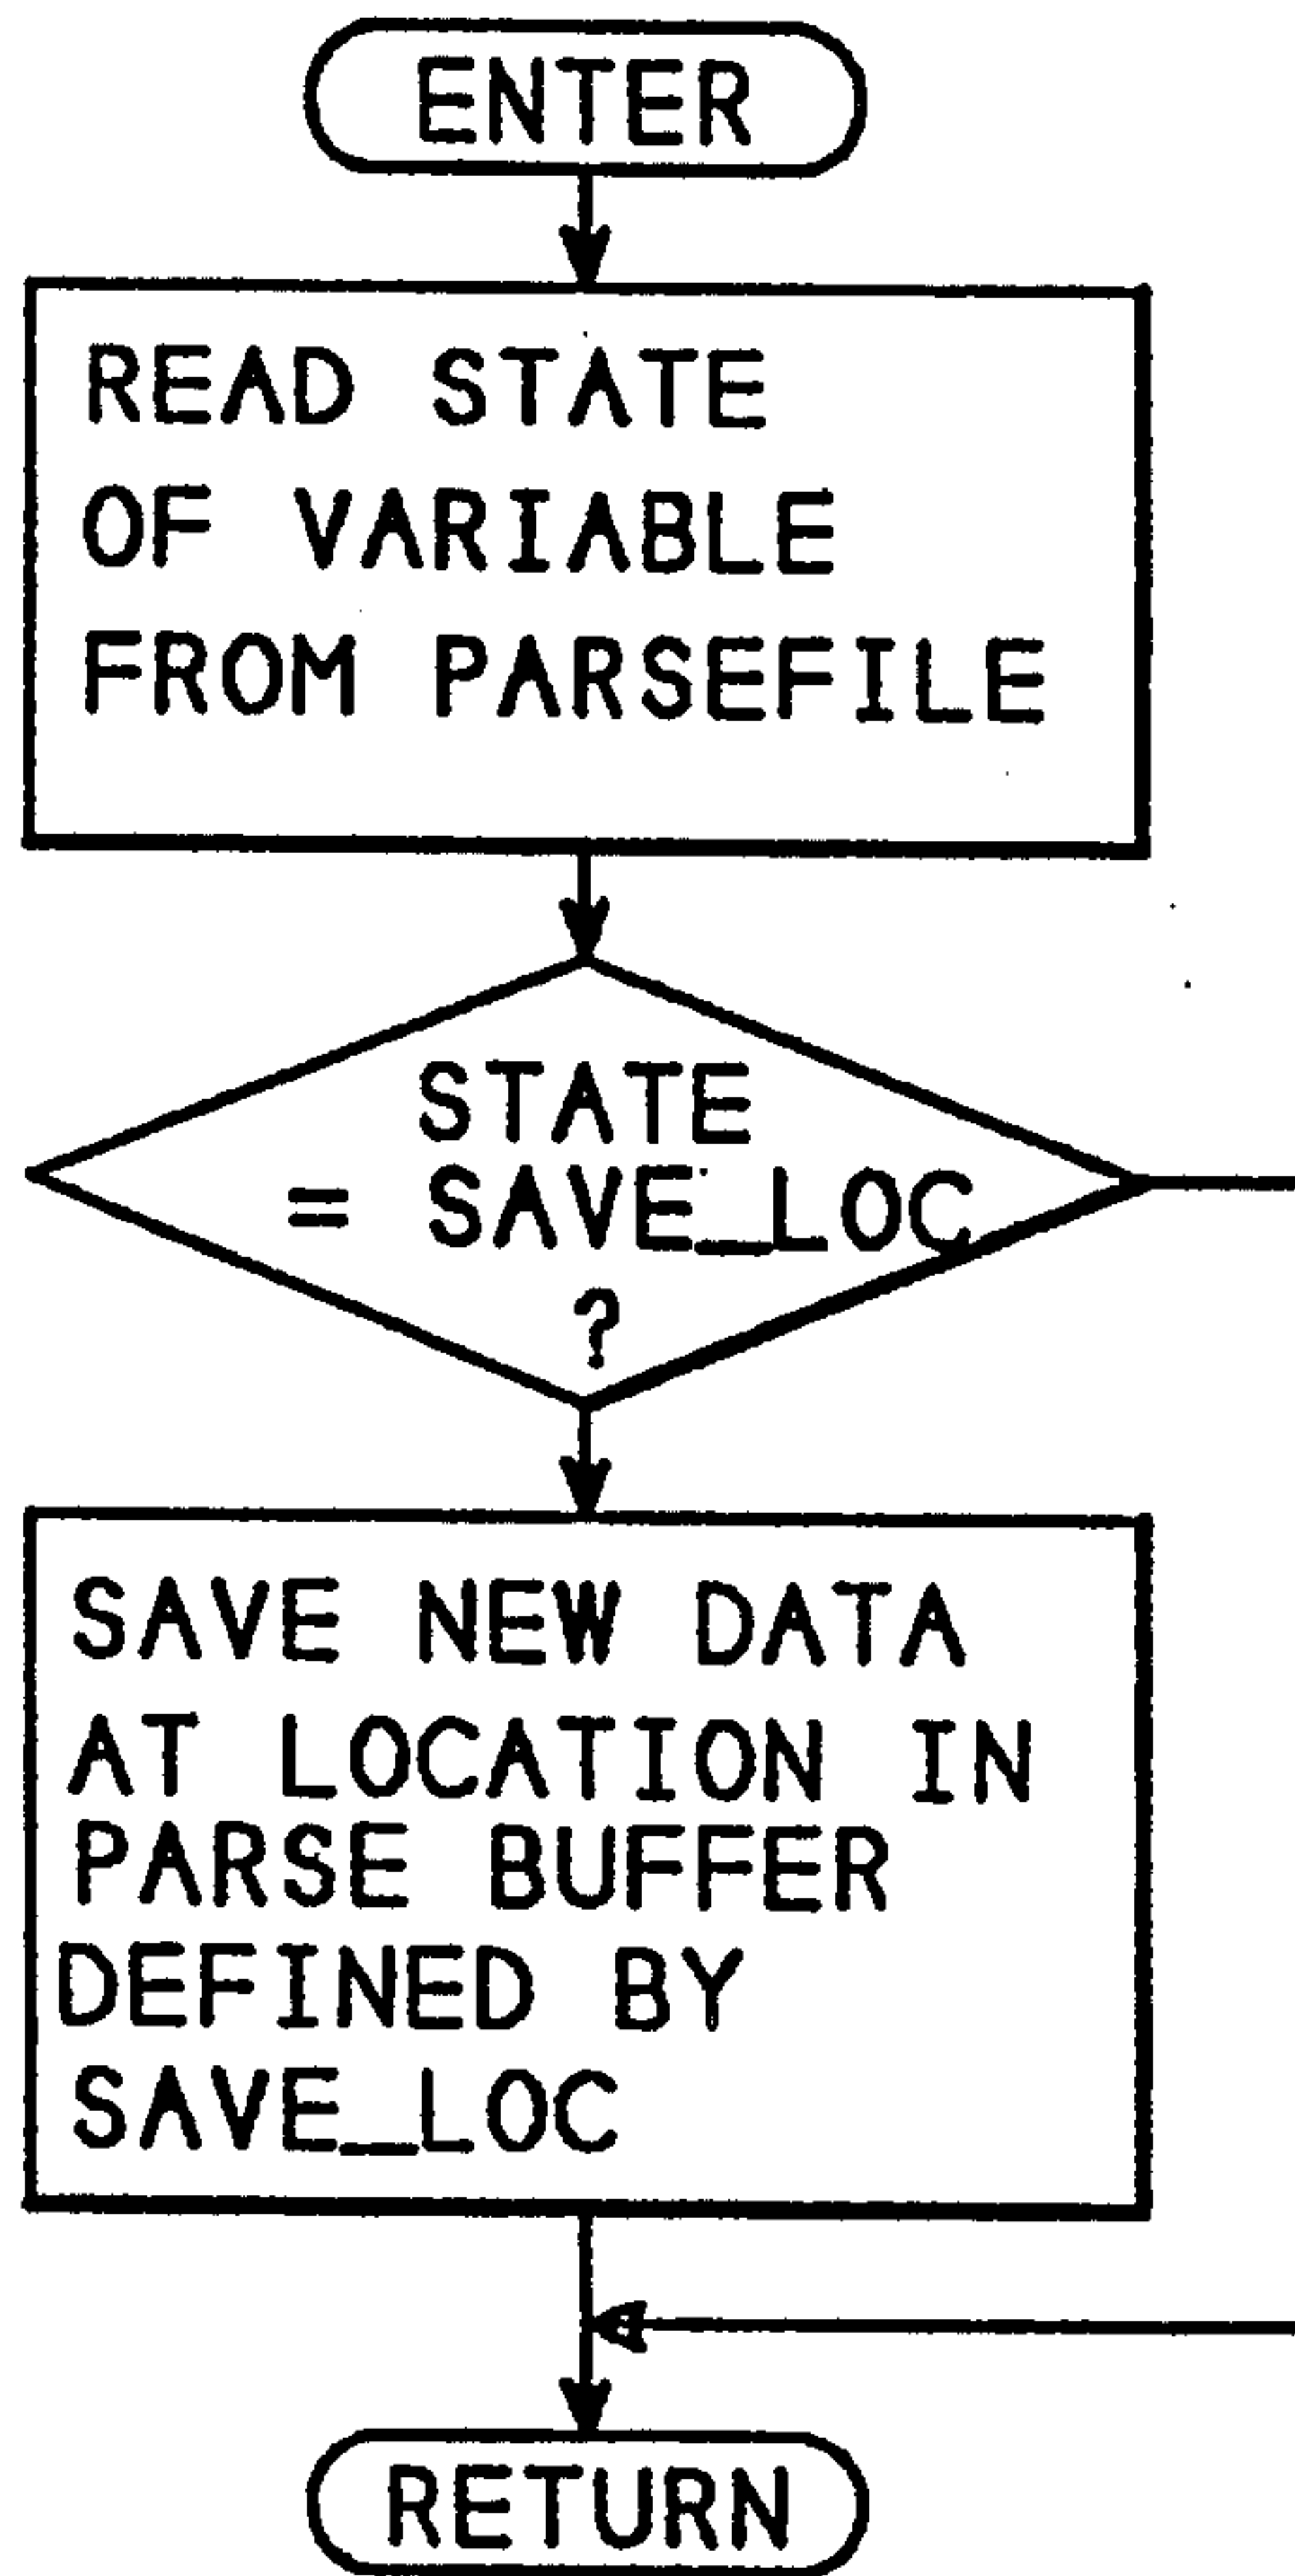 ENTER
READ STATE
OF VARIABLE
FROM PARSEFILE
STATE
= SAVE_LOC
?
SAVE NEW DATA
AT LOCATION IN
PARSE BUFFER
DEFINED BY
SAVE_LOC
RETURN